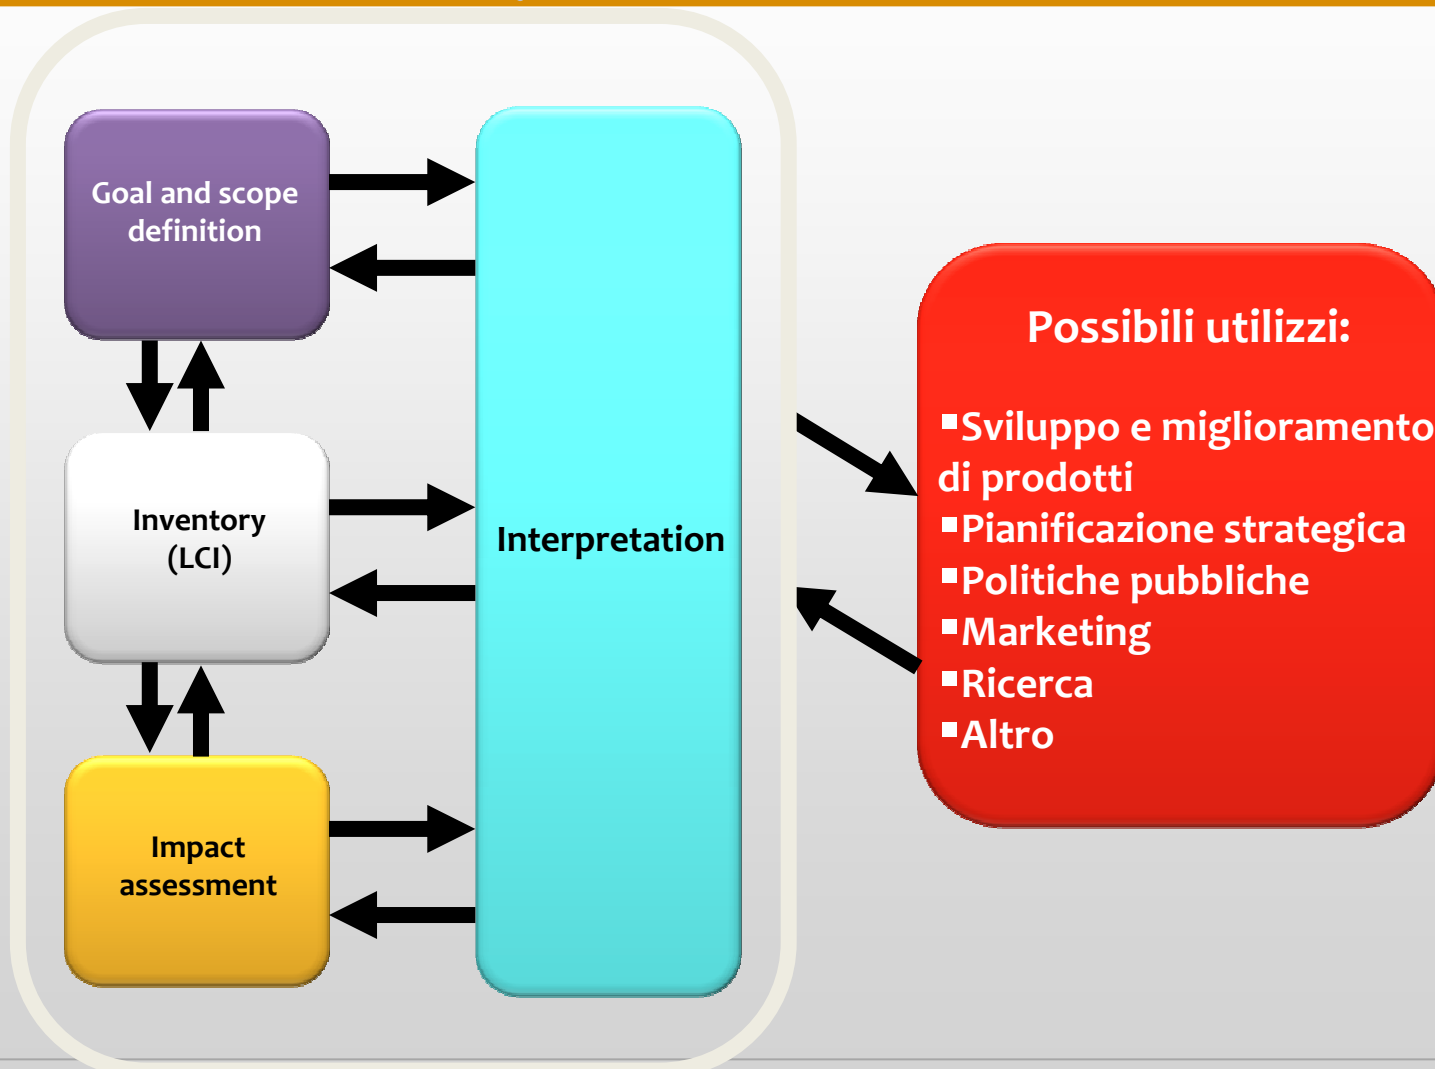 Goal and scope
definition
Inventory
(LCI)
Impact
assessment
Interpretation
Possibili utilizzi:
▪Sviluppo e miglioramento
di prodotti
▪Pianificazione strategica
▪Politiche pubbliche
▪Marketing
▪Ricerca
▪Altro